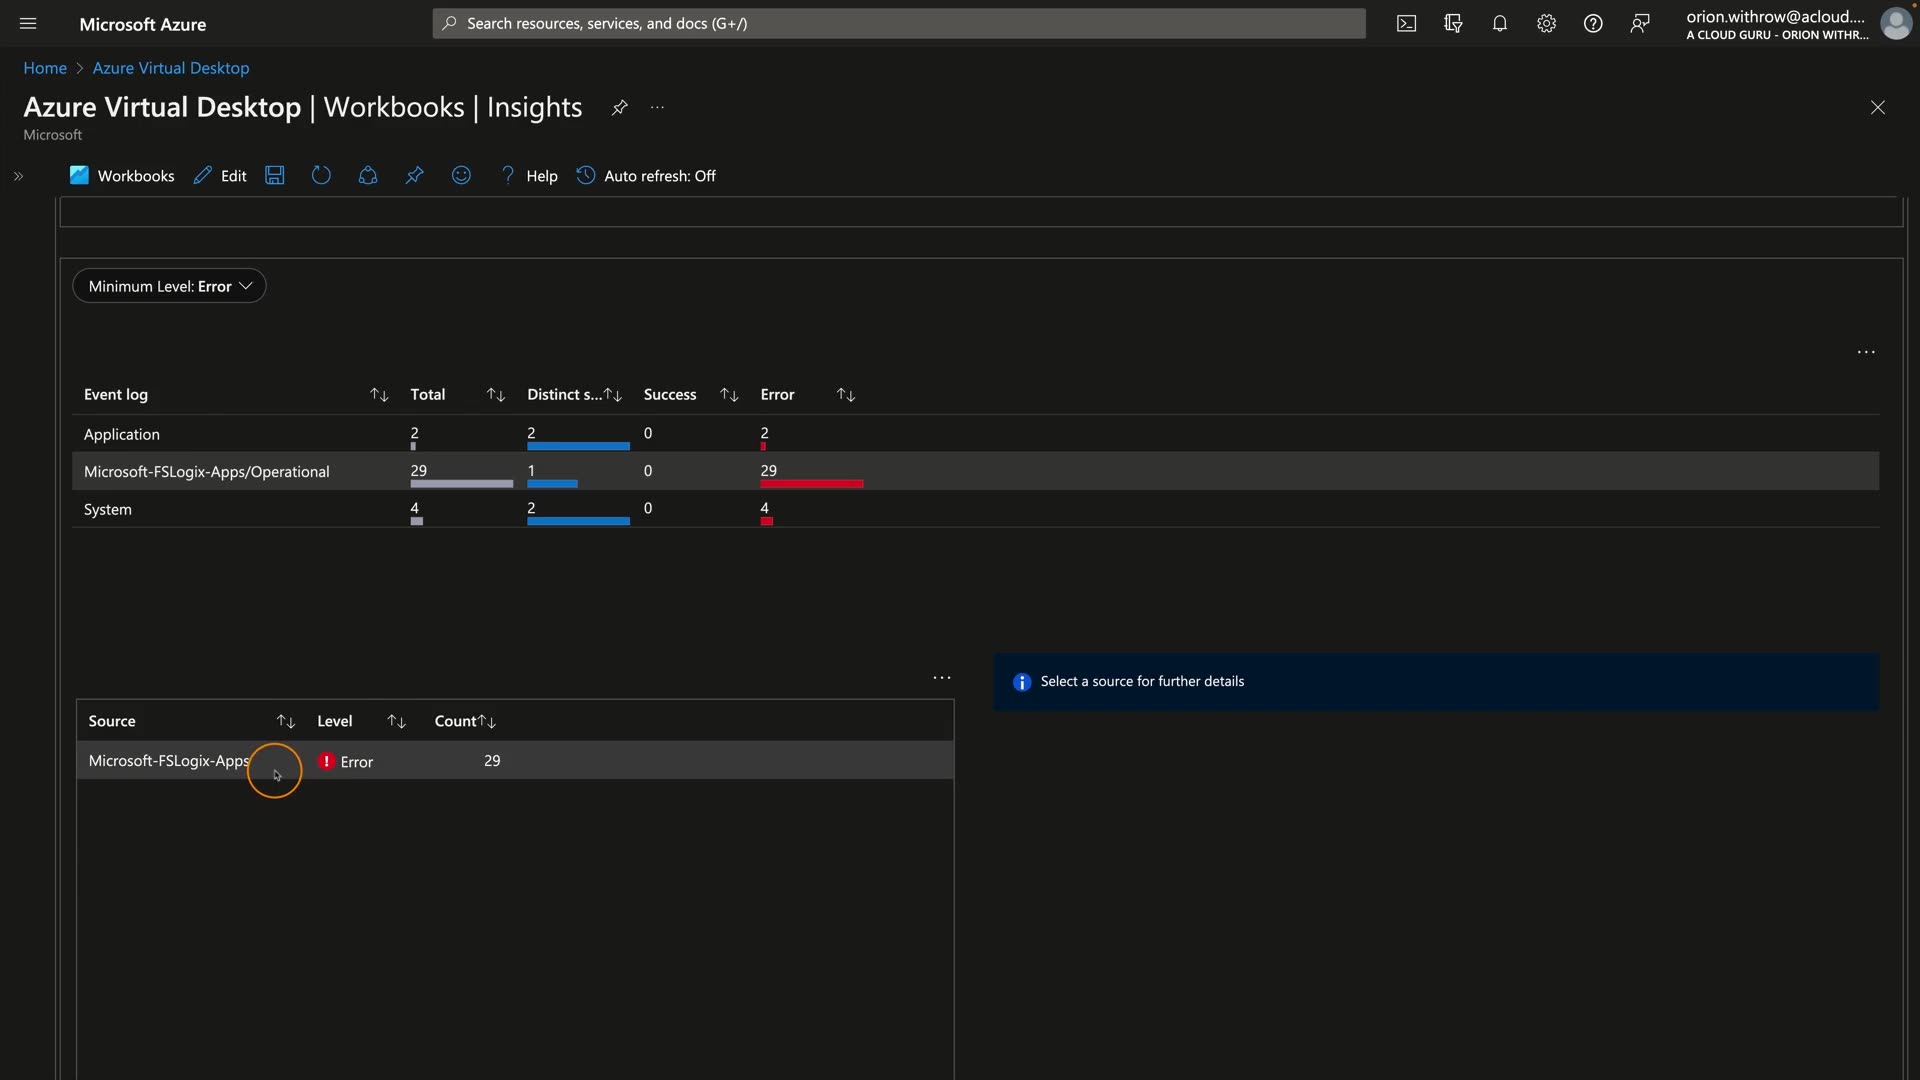 Microsoft Azure
Search resources, services, and docs (G+/)
orion.withrow@acloud....
A CLOUD GURU - ORION WITHR...
Home > Azure Virtual Desktop
Azure Virtual Desktop | Workbooks | Insights
Microsoft
Workbooks Edit Help Auto refresh: Off
Minimum Level: Error
Event log Total Distinct s... Success Error
Application 2 2 0 2
Microsoft-FSLogix-Apps/Operational 29 1 0 29
System 4 2 0 4
Select a source for further details
Source Level Count
Microsoft-FSLogix-Apps Error 29